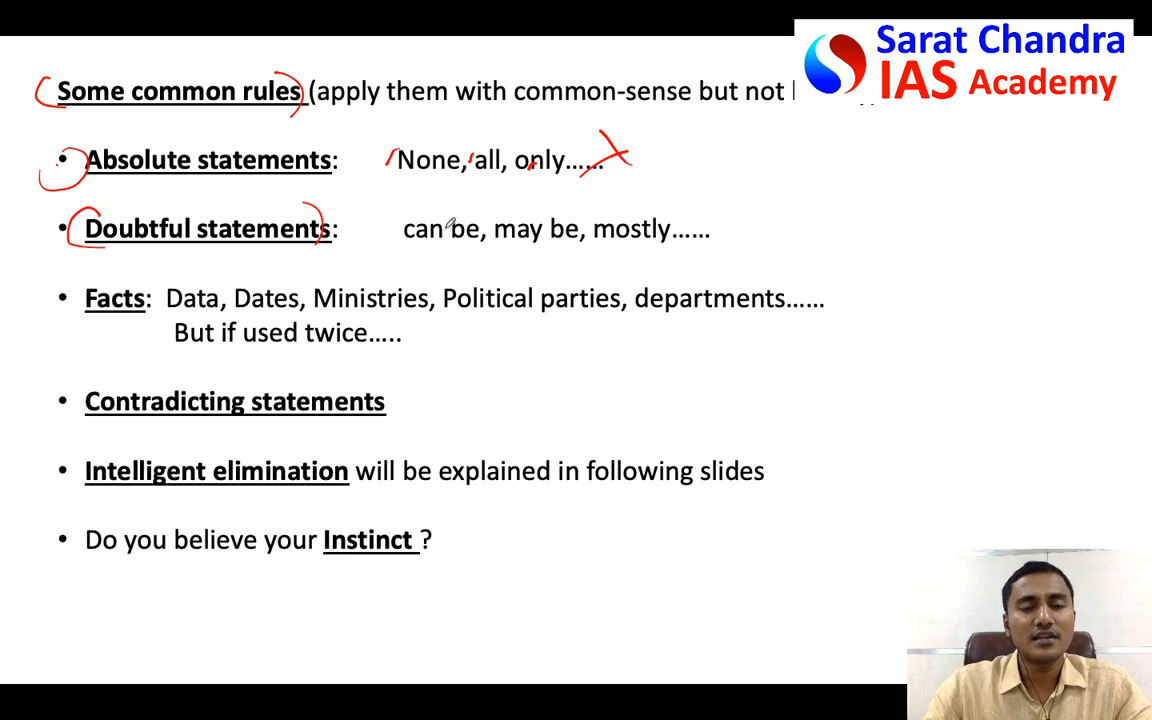 Sarat Chandra
IAS Academy
Some common rules (apply them with common-sense but not
• Absolute statements: None, all, only……
• Doubtful statements: can be, may be, mostly……
• Facts: Data, Dates, Ministries, Political parties, departments……
But if used twice…..
• Contradicting statements
• Intelligent elimination will be explained in following slides
• Do you believe your Instinct ?